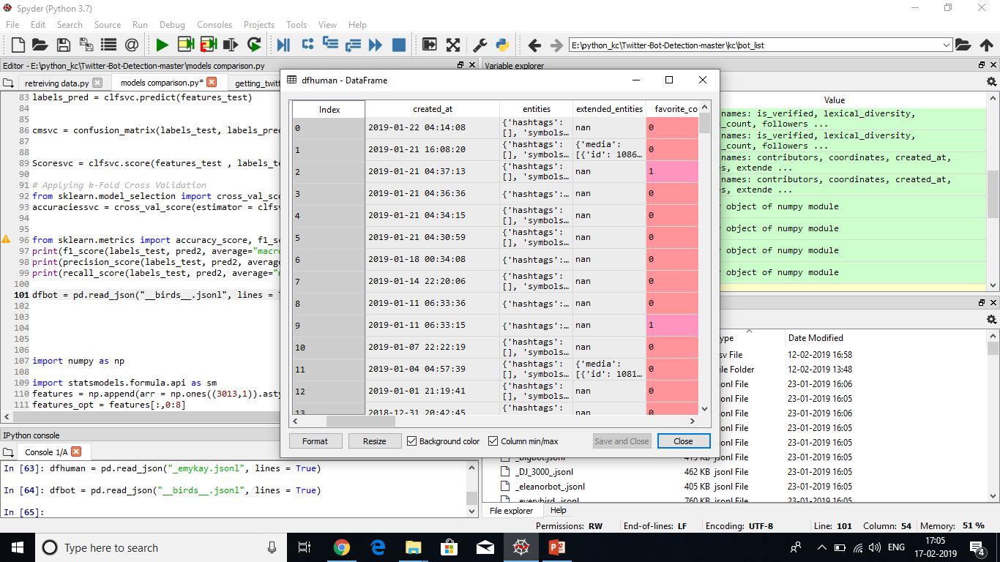 Spyder (Python 3.7)
File Edit Search Source Run Debug Consoles Projects Tools View Help
E:\python_kc\Twitter-Bot-Detection-master\kc\bot_list
Editor - E:\python_kc\Twitter-Bot-Detection-master\models comparison.py
retreiving data.py models comparison.py* getting_twitt
83 labels_pred = clfsvc.predict(features_test)
84
85
86 cmsvc = confusion_matrix(labels_test, labels_pred
87
88
89 Scoresvc = clfsvc.score(features_test , labels_te
90
91 # Applying k-Fold Cross Validation
92 from sklearn.model_selection import cross_val_sco
93 accuraciessvc = cross_val_score(estimator = clfsv
94
95
96 from sklearn.metrics import accuracy_score, f1_sc
97 print(f1_score(labels_test, pred2, average="macro
98 print(precision_score(labels_test, pred2, average
99 print(recall_score(labels_test, pred2, average="m
100
101 dfbot = pd.read_json("__birds__.jsonl", lines =
102
103
104
105
106
107 import numpy as np
108
109 import statsmodels.formula.api as sm
110 features = np.append(arr = np.ones((3013,1)).asty
111 features_opt = features[:,0:8]
IPython console
Console 1/A
In [63]: dfhuman = pd.read_json("_emykay.jsonl", lines = True)
In [64]: dfbot = pd.read_json("__birds__.jsonl", lines = True)
In [65]:
dfhuman - DataFrame
Index created_at entities extended_entities favorite_co
0 2019-01-22 04:14:08 {'hashtags': [], 'symbols… nan 0
1 2019-01-21 16:08:20 {'hashtags': [], 'symbols… {'media': [{'id': 1086… 0
2 2019-01-21 04:37:13 {'hashtags': [], 'symbols… nan 1
3 2019-01-21 04:36:36 {'hashtags':… nan 0
4 2019-01-21 04:34:15 {'hashtags': [], 'symbols… nan 0
5 2019-01-21 04:30:59 {'hashtags': [], 'symbols… nan 0
6 2019-01-18 00:34:08 {'hashtags':… nan 0
7 2019-01-14 22:20:06 {'hashtags': [], 'symbols… nan 0
8 2019-01-11 06:33:36 {'hashtags':… nan 0
9 2019-01-11 06:33:15 {'hashtags':… nan 1
10 2019-01-07 22:22:19 {'hashtags': [], 'symbols… nan 0
11 2019-01-04 04:57:39 {'hashtags': [], 'symbols… {'media': [{'id': 1081… 0
12 2019-01-01 21:19:41 {'hashtags': [], 'symbols… nan 0
13 2018-12-31 20:42:45 {'hashtags': nan 0
Format Resize Background color Column min/max Save and Close Close
Variable explorer
Value
names: is_verified, lexical_diversity,
_count, followers ...
names: is_verified, lexical_diversity,
_count, followers ...
names: contributors, coordinates, created_at,
es, extende ...
names: contributors, coordinates, created_at,
es, extende ...
object of numpy module
object of numpy module
object of numpy module
object of numpy module
ype Date Modified
sv File 12-02-2019 16:58
ile Folder 12-02-2019 13:48
jsonl File 23-01-2019 16:06
jsonl File 23-01-2019 16:05
jsonl File 23-01-2019 16:05
jsonl File 23-01-2019 16:06
jsonl File 23-01-2019 16:05
_bigbot.jsonl 415 KB jsonl File 23-01-2019 16:05
_DJ_3000_.jsonl 462 KB jsonl File 23-01-2019 16:05
_eleanorbot_.jsonl 405 KB jsonl File 23-01-2019 16:05
_everybird_.jsonl 760 KB jsonl File 23-01-2019 16:05
File explorer Help
Permissions: RW End-of-lines: LF Encoding: UTF-8 Line: 101 Column: 54 Memory: 51 %
Type here to search
ENG
17:05
17-02-2019
4